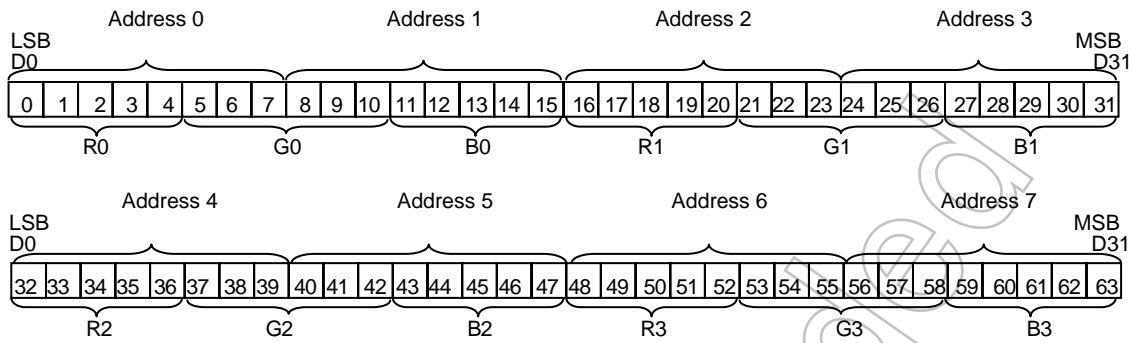 Address 0 Address 1 Address 2 Address 3
LSB MSB
D0 D31
0 1 2 3 4 5 6 7 8 9 10 11 12 13 14 15 16 17 18 19 20 21 22 23 24 25 26 27 28 29 30 31
R0 G0 B0 R1 G1 B1
Address 4 Address 5 Address 6 Address 7
LSB MSB
D0 D31
32 33 34 35 36 37 38 39 40 41 42 43 44 45 46 47 48 49 50 51 52 53 54 55 56 57 58 59 60 61 62 63
R2 G2 B2 R3 G3 B3
ded